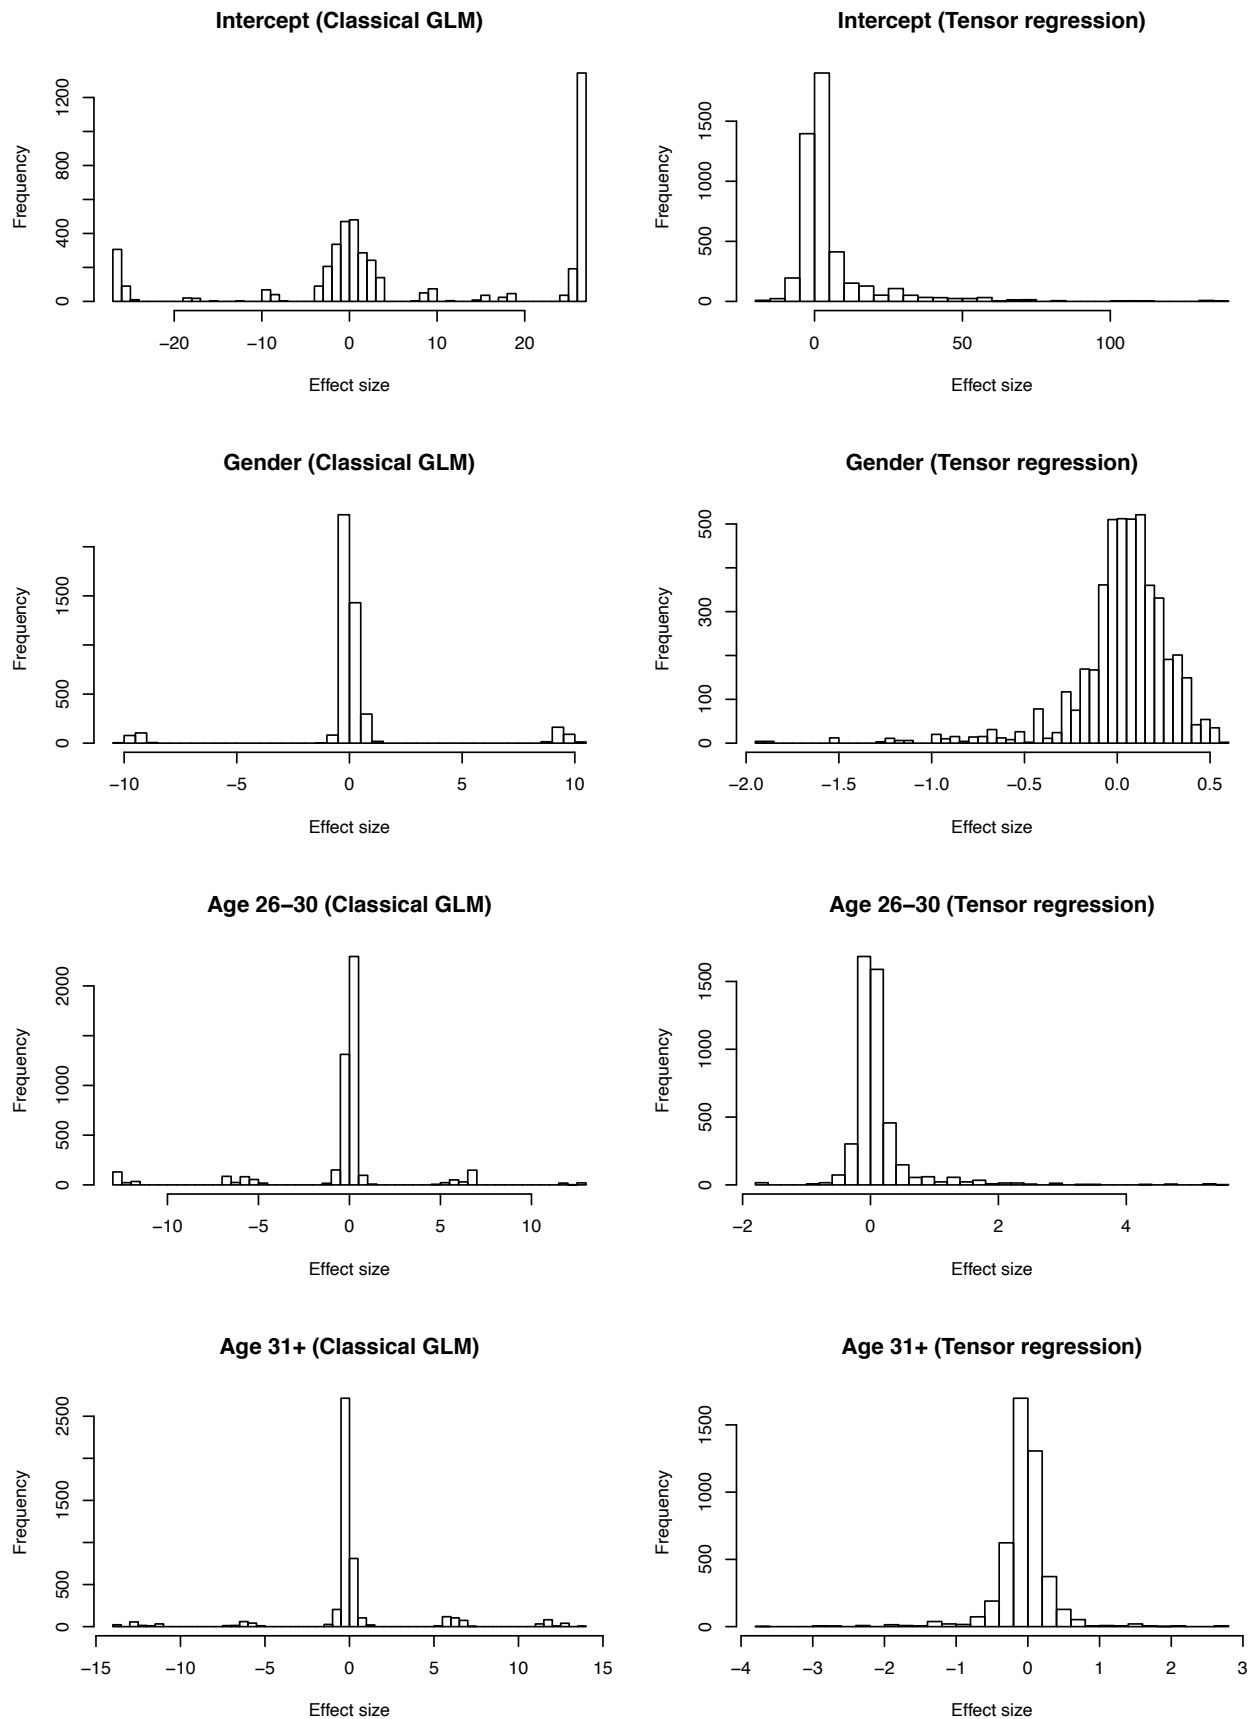 Intercept (Classical GLM)
Frequency
1200
800
400
0
−20 −10 0 10 20
Effect size
Intercept (Tensor regression)
Frequency
1500
1000
500
0
0 50 100
Effect size
Gender (Classical GLM)
Frequency
1500
500
0
−10 −5 0 5 10
Effect size
Gender (Tensor regression)
Frequency
500
300
100
0
−2.0 −1.5 −1.0 −0.5 0.0 0.5
Effect size
Age 26−30 (Classical GLM)
Frequency
2000
1000
500
0
−10 −5 0 5 10
Effect size
Age 26−30 (Tensor regression)
Frequency
1500
1000
500
0
−2 0 2 4
Effect size
Age 31+ (Classical GLM)
Frequency
2500
1500
500
0
−15 −10 −5 0 5 10 15
Effect size
Age 31+ (Tensor regression)
Frequency
1500
1000
500
0
−4 −3 −2 −1 0 1 2 3
Effect size